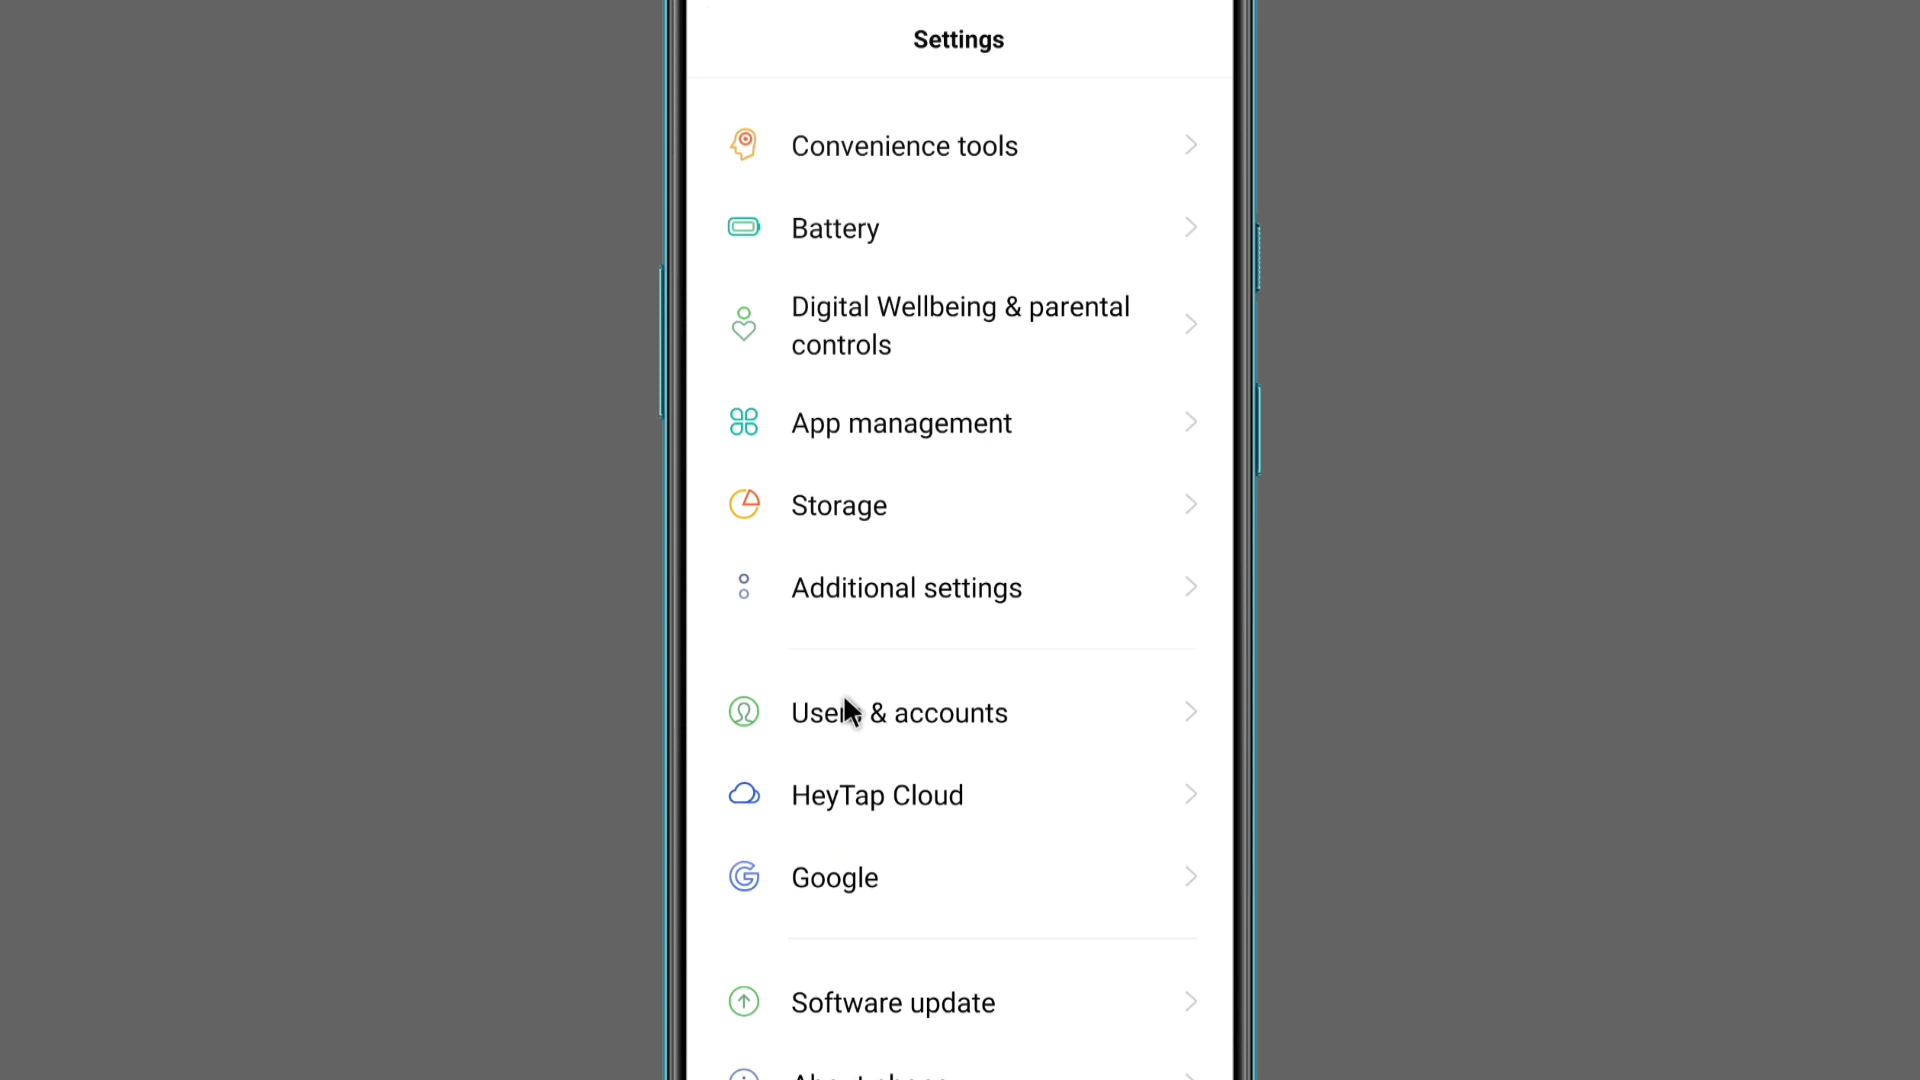 Settings
Convenience tools
Battery
Digital Wellbeing & parental
controls
App management
Storage
Additional settings
& accounts
HeyTap Cloud
Google
Software update